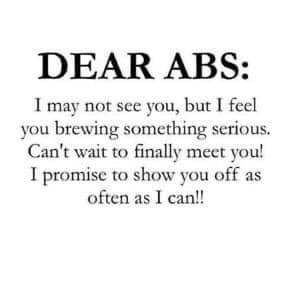 DEAR ABS:
I may not see you, but I feel
you brewing something serious.
Can't wait to finally meet you!
I promise to show you off as
often as I can!!